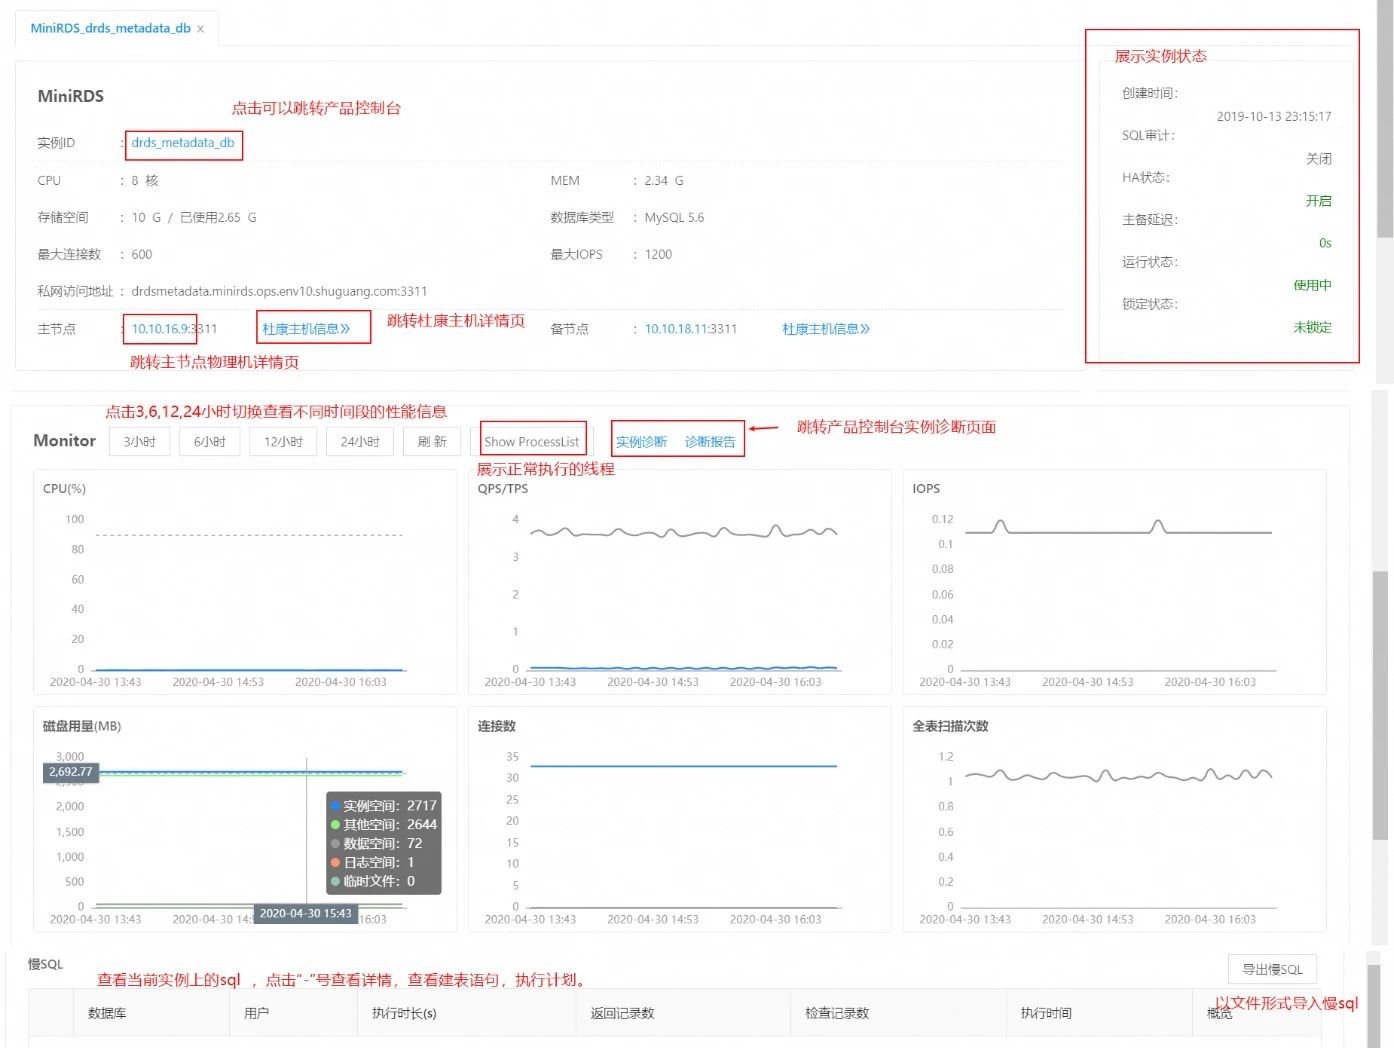 MiniRDS_drds_metadata_db ×
展示实例状态
MiniRDS
点击可以跳转产品控制台
实例ID : drds_metadata_db
CPU : 8 核
MEM : 2.34 G
存储空间 : 10 G / 已使用2.65 G
数据库类型 : MySQL 5.6
最大连接数 : 600
最大IOPS : 1200
私网访问地址 : drdsmetadata.minirds.ops.env10.shuguang.com:3311
主节点 : 10.10.16.9:3311
杜康主机信息»
跳转杜康主机详情页
备节点 : 10.10.18.11:3311
杜康主机信息»
跳转主节点物理机详情页
创建时间:
2019-10-13 23:15:17
SQL审计:
关闭
HA状态:
开启
主备延迟:
0s
运行状态:
使用中
锁定状态:
未锁定
点击3,6,12,24小时切换查看不同时间段的性能信息
Monitor
3小时
6小时
12小时
24小时
刷 新
Show ProcessList
实例诊断
诊断报告
跳转产品控制台实例诊断页面
展示正常执行的线程
CPU(%)
100
80
60
40
20
0
2020-04-30 13:43
2020-04-30 14:53
2020-04-30 16:03
QPS/TPS
4
3
2
1
0
2020-04-30 13:43
2020-04-30 14:53
2020-04-30 16:03
IOPS
0.12
0.1
0.08
0.06
0.04
0.02
0
2020-04-30 13:43
2020-04-30 14:53
2020-04-30 16:03
磁盘用量(MB)
3,000
2,692.77
2,000
1,500
1,000
500
0
实例空间: 2717
其他空间: 2644
数据空间: 72
日志空间: 1
临时文件: 0
2020-04-30 13:43
2020-04-30 14:
2020-04-30 15:43
16:03
连接数
35
30
25
20
15
10
5
0
2020-04-30 13:43
2020-04-30 14:53
2020-04-30 16:03
全表扫描次数
1.2
1
0.8
0.6
0.4
0.2
0
2020-04-30 13:43
2020-04-30 14:53
2020-04-30 16:03
慢SQL
查看当前实例上的sql ，点击“-”号查看详情，查看建表语句，执行计划。
导出慢SQL
以文件形式导入慢sql
数据库
用户
执行时长(s)
返回记录数
检查记录数
执行时间
概览